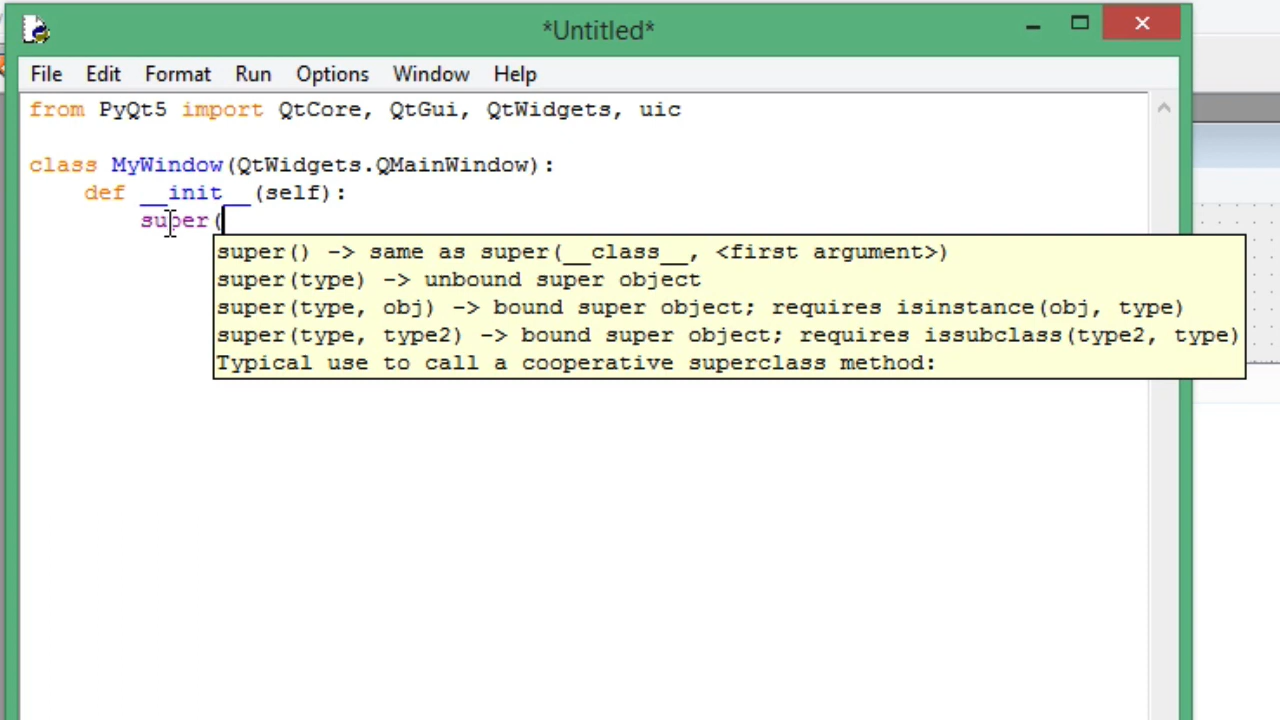 *Untitled*
File Edit Format Run Options Window Help
from PyQt5 import QtCore, QtGui, QtWidgets, uic
class MyWindow(QtWidgets.QMainWindow):
    def __init__(self):
        super(
super() -> same as super(__class__, <first argument>)
super(type) -> unbound super object
super(type, obj) -> bound super object; requires isinstance(obj, type)
super(type, type2) -> bound super object; requires issubclass(type2, type)
Typical use to call a cooperative superclass method: